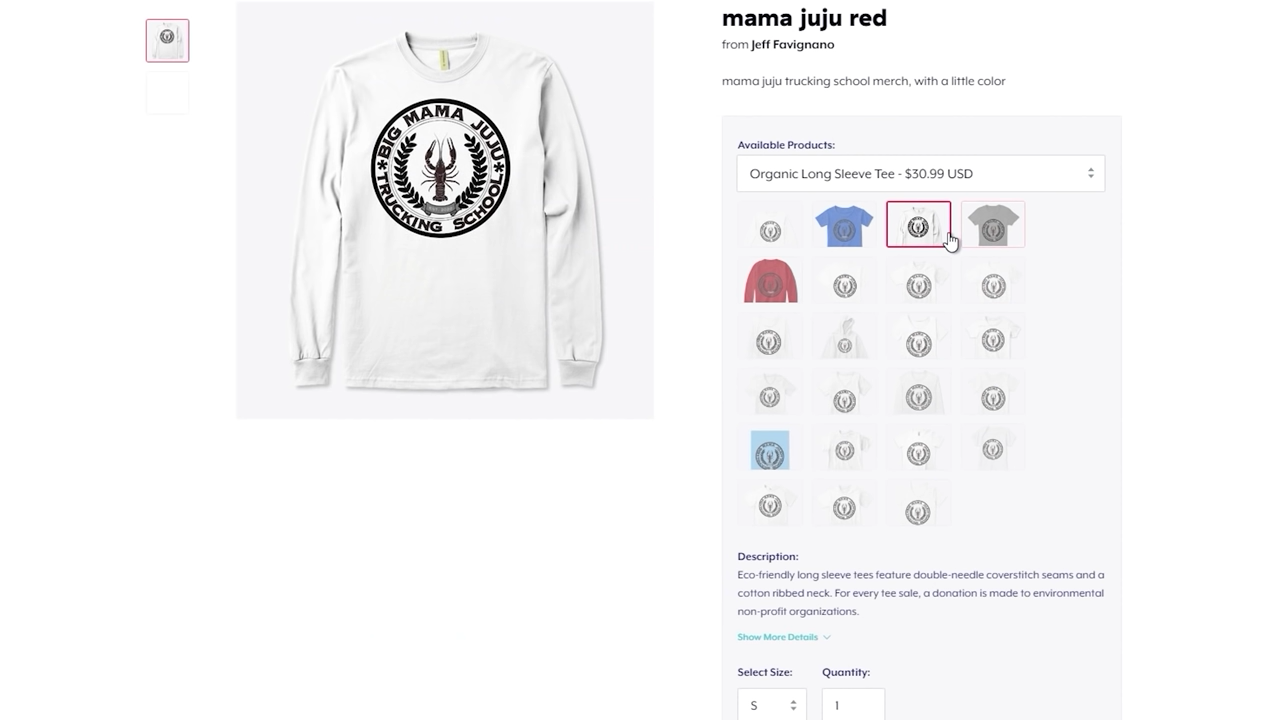 mama juju red
from Jeff Favignano
mama juju trucking school merch, with a little color
BIG MAMA JUJU
TRUCKING SCHOOL
Available Products:
Organic Long Sleeve Tee - $30.99 USD
Description:
Eco-friendly long sleeve tees feature double-needle coverstitch seams and a
cotton ribbed neck. For every tee sale, a donation is made to environmental
non-profit organizations.
Show More Details
Select Size:
Quantity:
S
1